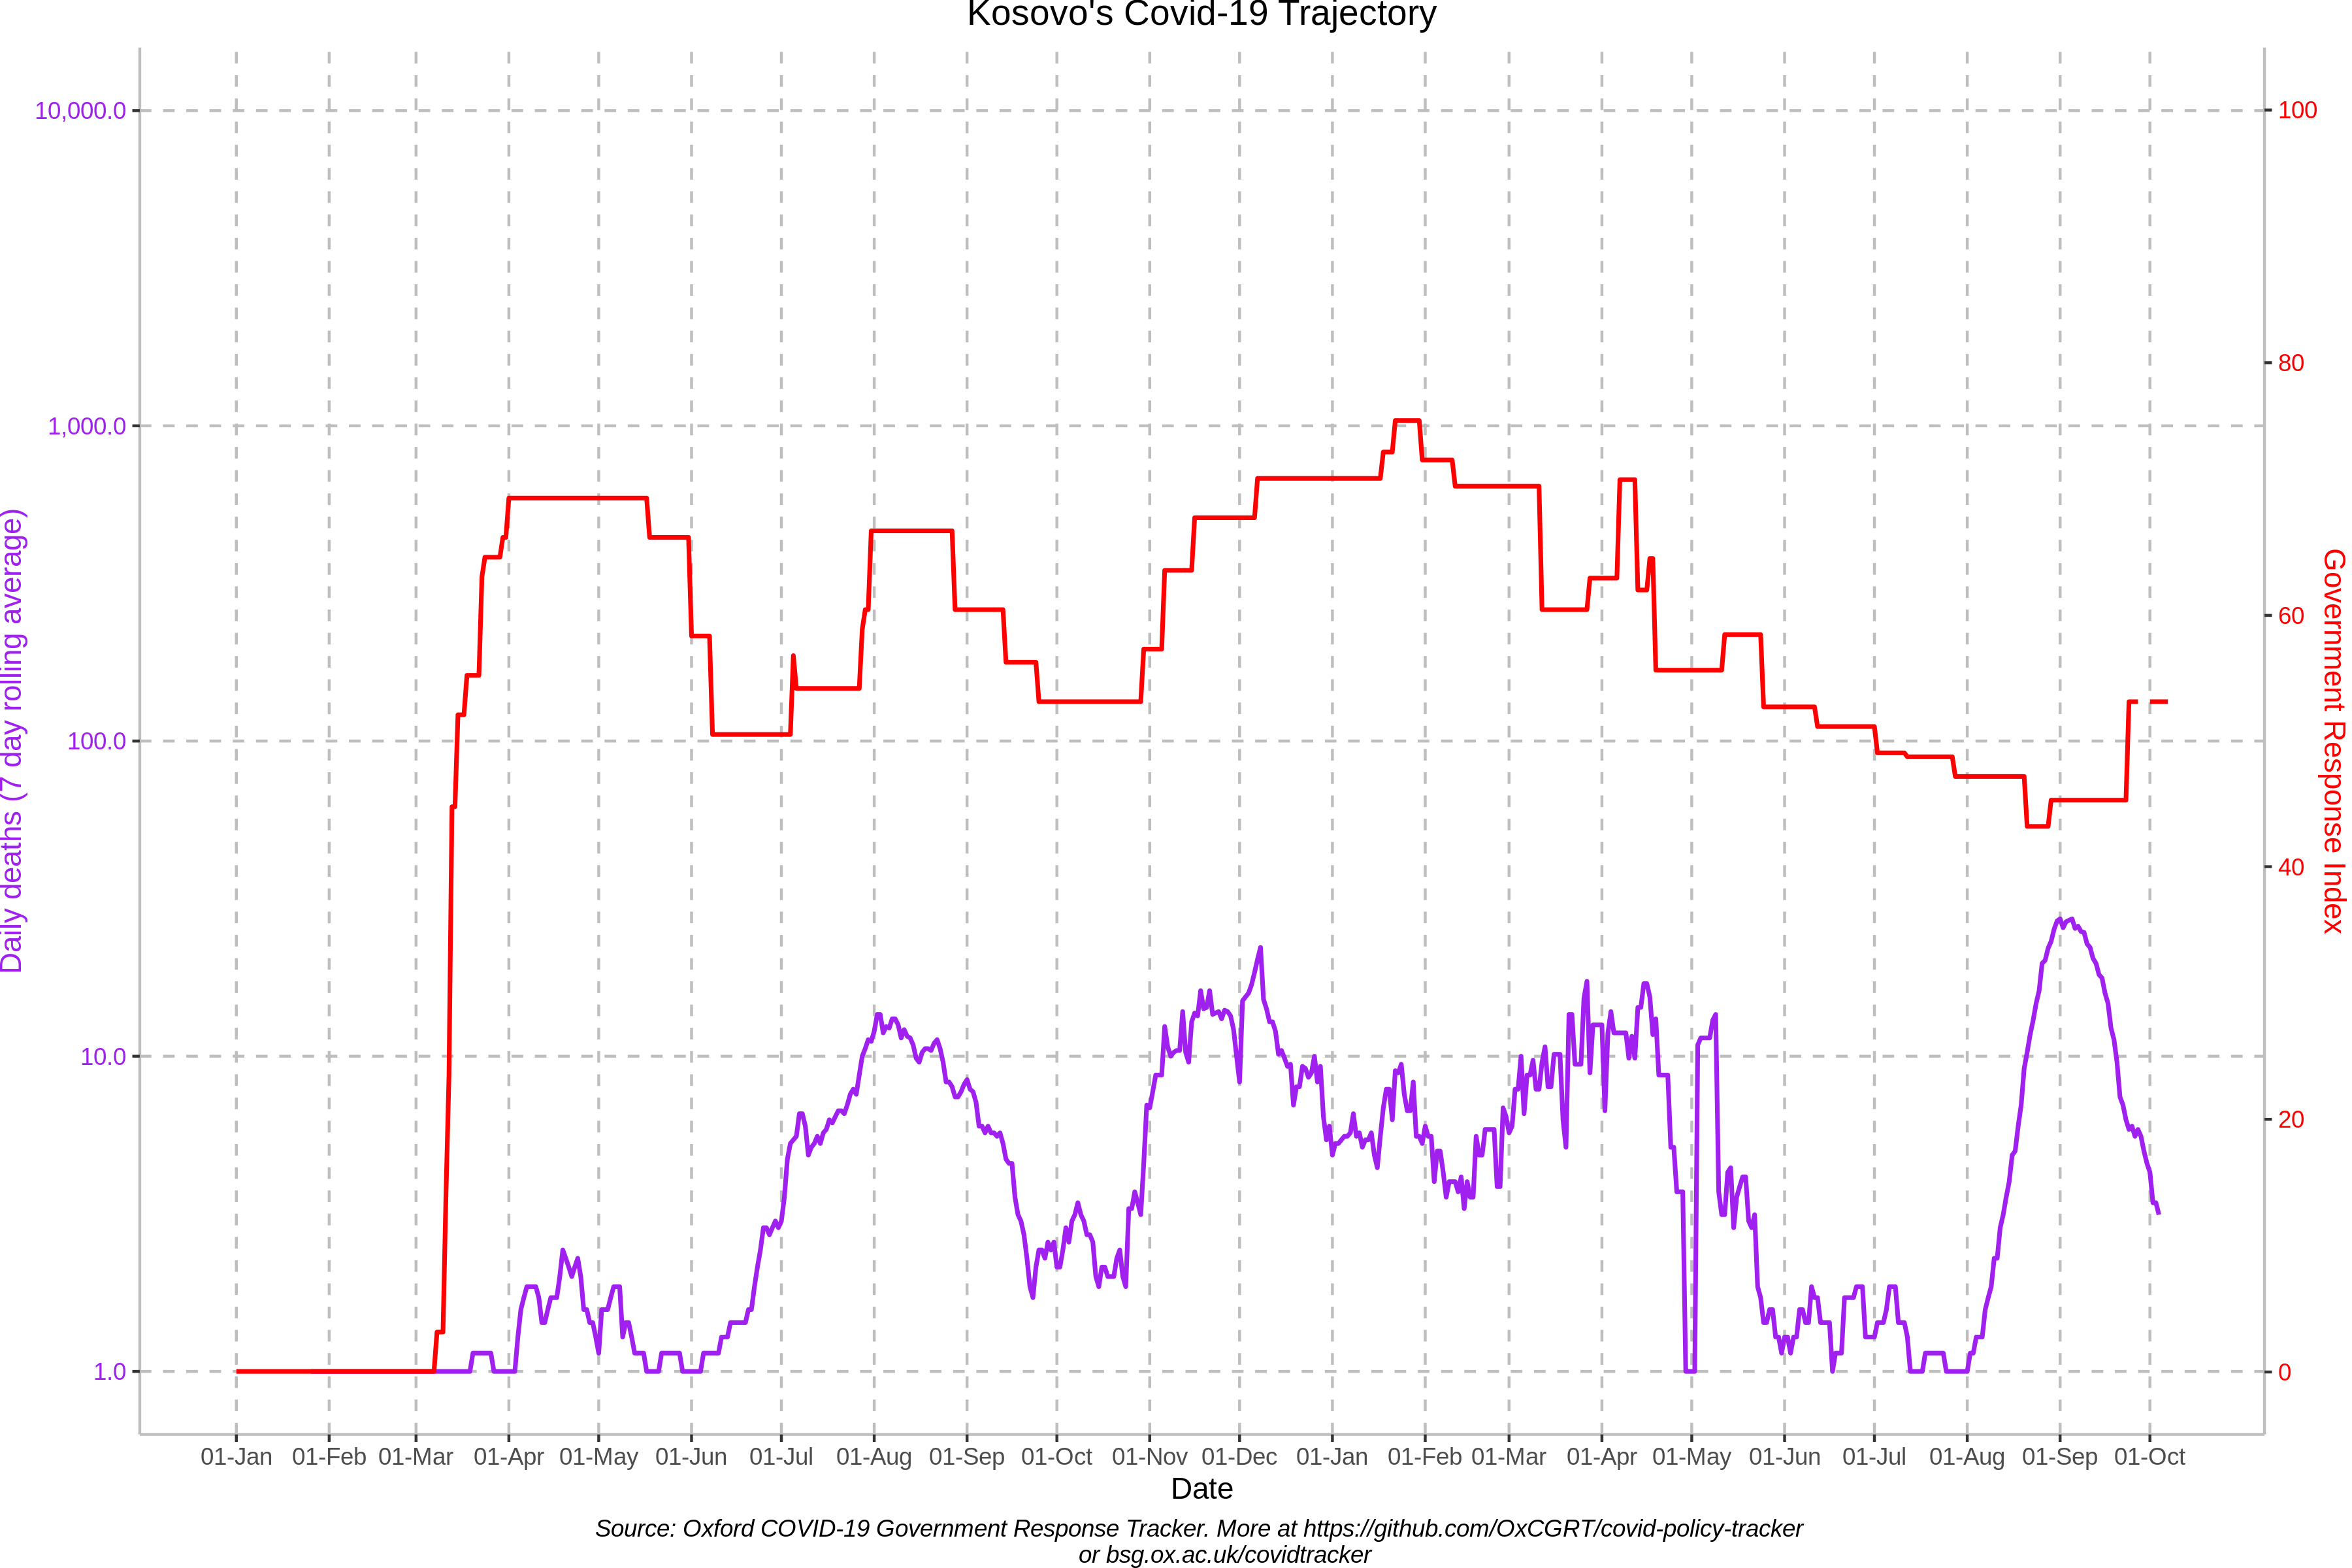 Kosovo's Covid-19 Trajectory
10,000.0
1,000.0
100.0
10.0
1.0
Daily deaths (7 day rolling average)
100
80
60
40
20
0
Government Response Index
01-Jan 01-Feb 01-Mar 01-Apr 01-May 01-Jun 01-Jul 01-Aug 01-Sep 01-Oct 01-Nov 01-Dec 01-Jan 01-Feb 01-Mar 01-Apr 01-May 01-Jun 01-Jul 01-Aug 01-Sep 01-Oct
Date
Source: Oxford COVID-19 Government Response Tracker. More at https://github.com/OxCGRT/covid-policy-tracker
or bsg.ox.ac.uk/covidtracker